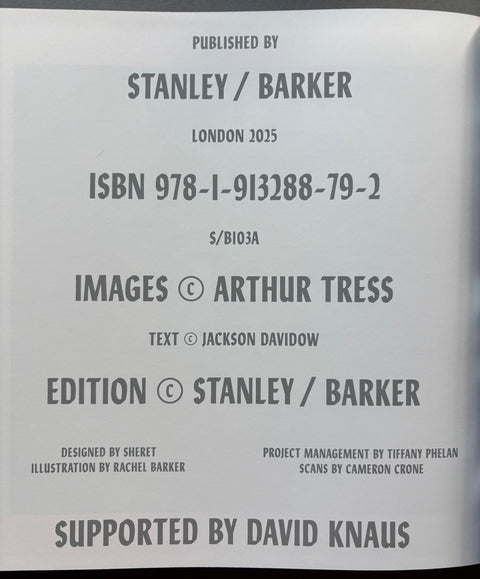 PUBLISHED BY
STANLEY / BARKER
LONDON 2025
ISBN 978-1-913288-79-2
S/B103A
IMAGES © ARTHUR TRESS
TEXT © JACKSON DAVIDOW
EDITION © STANLEY / BARKER
DESIGNED BY SHERET
ILLUSTRATION BY RACHEL BARKER
PROJECT MANAGEMENT BY TIFFANY PHELAN
SCANS BY CAMERON CRONE
SUPPORTED BY DAVID KNAUS